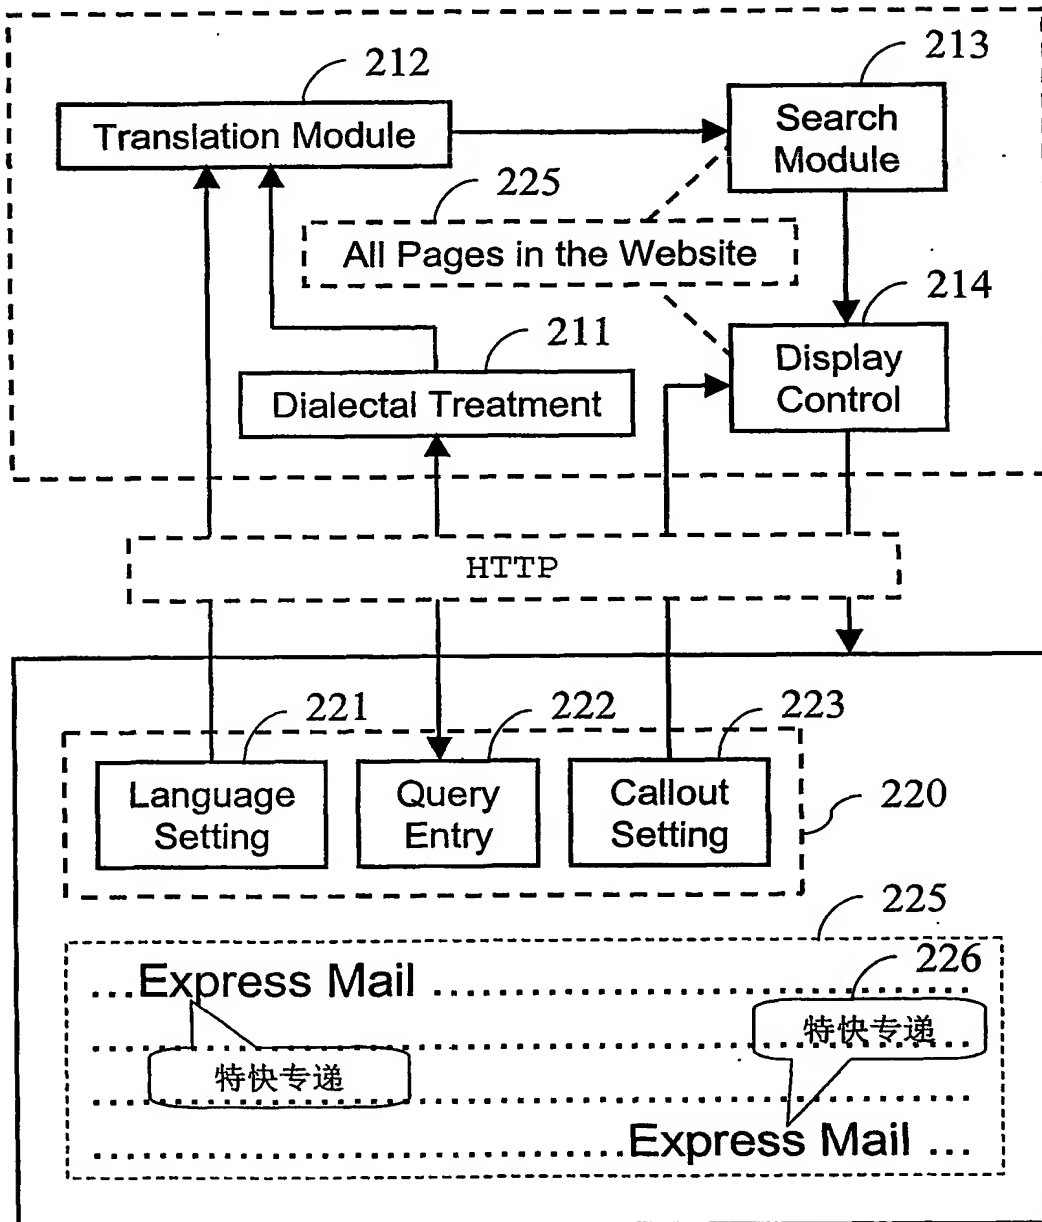 212
213
Translation Module
Search
Module
225
All Pages in the Website
214
211
Display
Control
Dialectal Treatment
HTTP
221
222
223
Language
Setting
Query
Entry
Callout
Setting
220
225
...Express Mail ..............................
226
特快专递
特快专递
..............................Express Mail ...